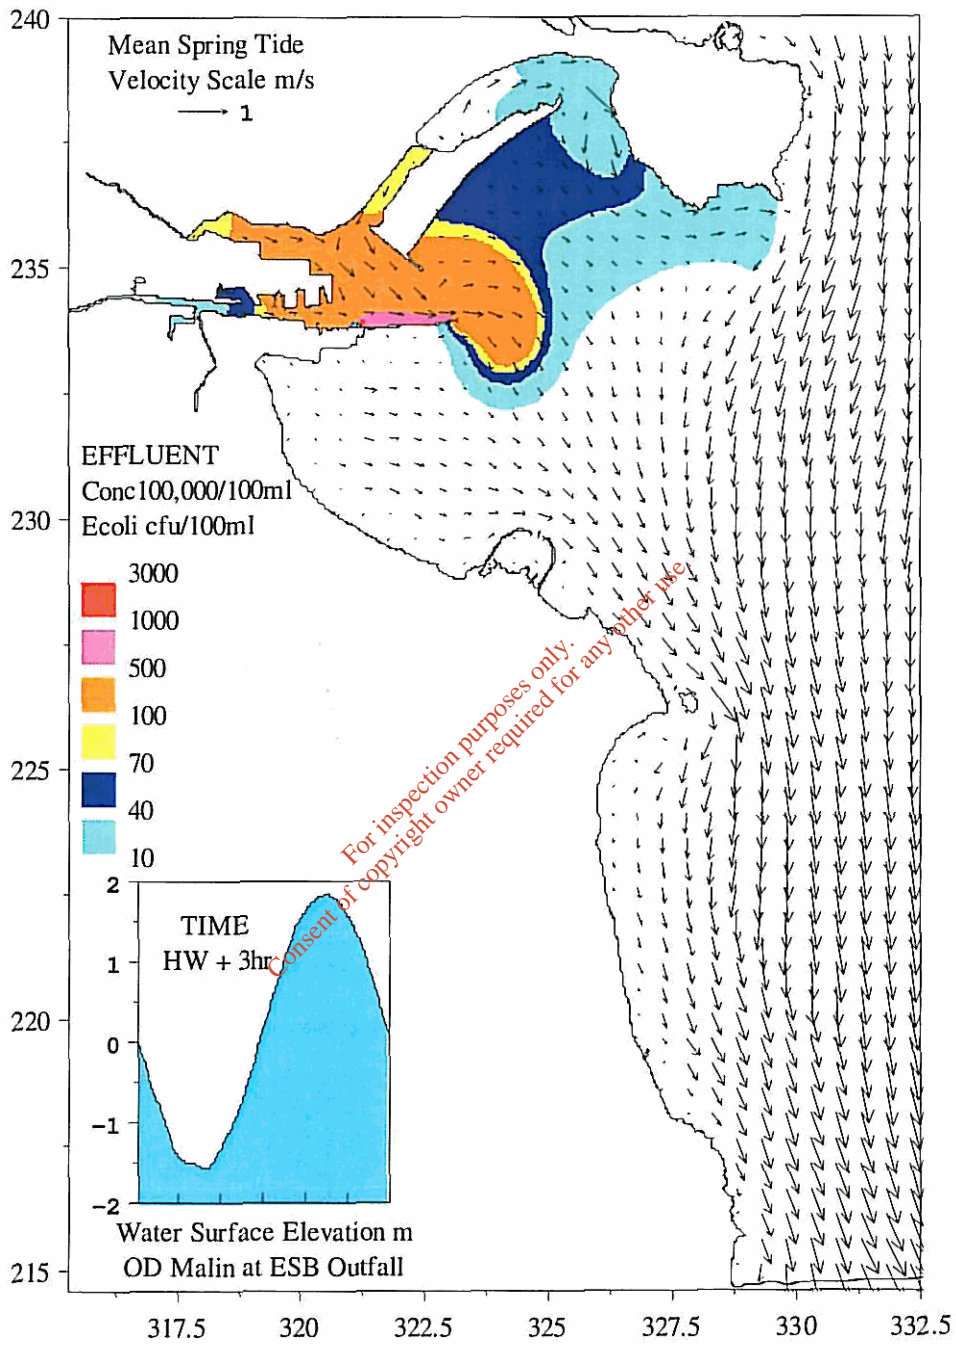 240
Mean Spring Tide
Velocity Scale m/s
1
235
EFFLUENT
Conc100,000/100ml
Ecoli cfu/100ml
230
3000
1000
500
100
70
40
10
225
For inspection purposes only.
Consent of copyright owner required for any other use.
2
TIME
HW + 3hr
1
0
-1
-2
220
Water Surface Elevation m
OD Malin at ESB Outfall
215
317.5 320 322.5 325 327.5 330 332.5